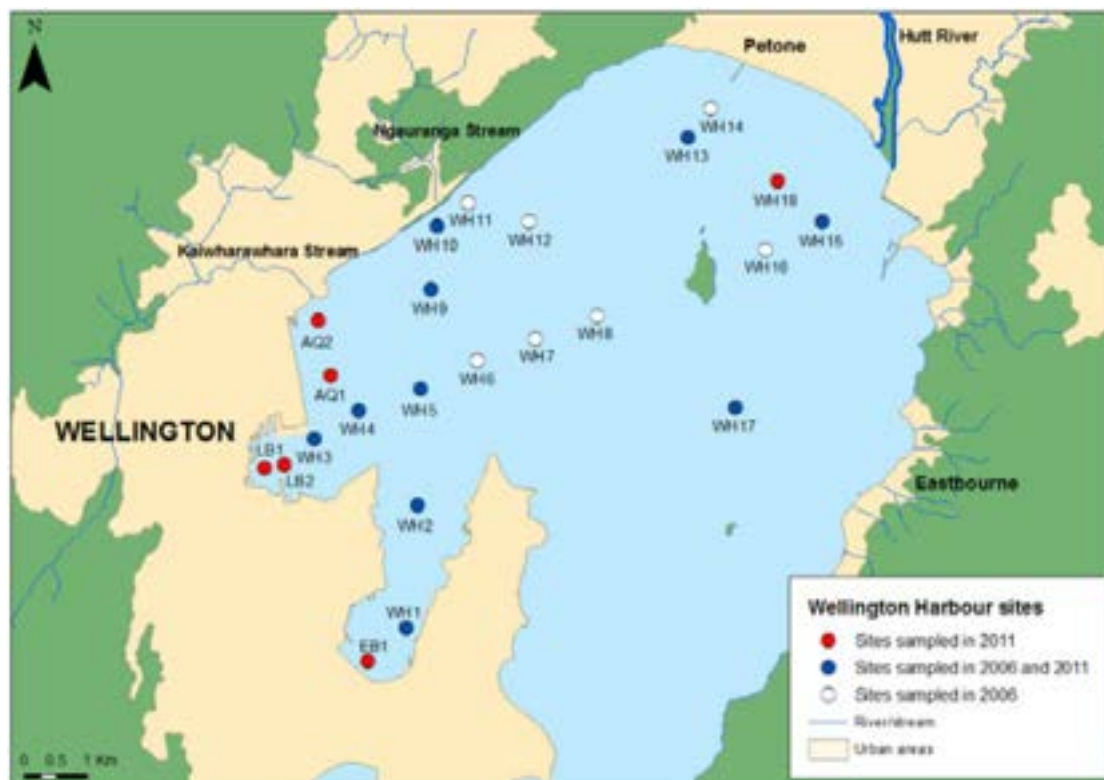 N
Petone
Hutt River
WH14
WH13
Ngauranga Stream
WH18
WH11
WH12
WH10
WH15
WH16
Kaiwharawhara Stream
WH9
AQ2
WH8
WH7
WH6
AQ1
WH5
WH4
WH17
WELLINGTON
LB1
WH3
LB2
Eastbourne
WH2
WH1
EB1
Wellington Harbour sites
Sites sampled in 2011
Sites sampled in 2006 and 2011
Sites sampled in 2006
River/stream
Urban areas
0 0.5 1 Km